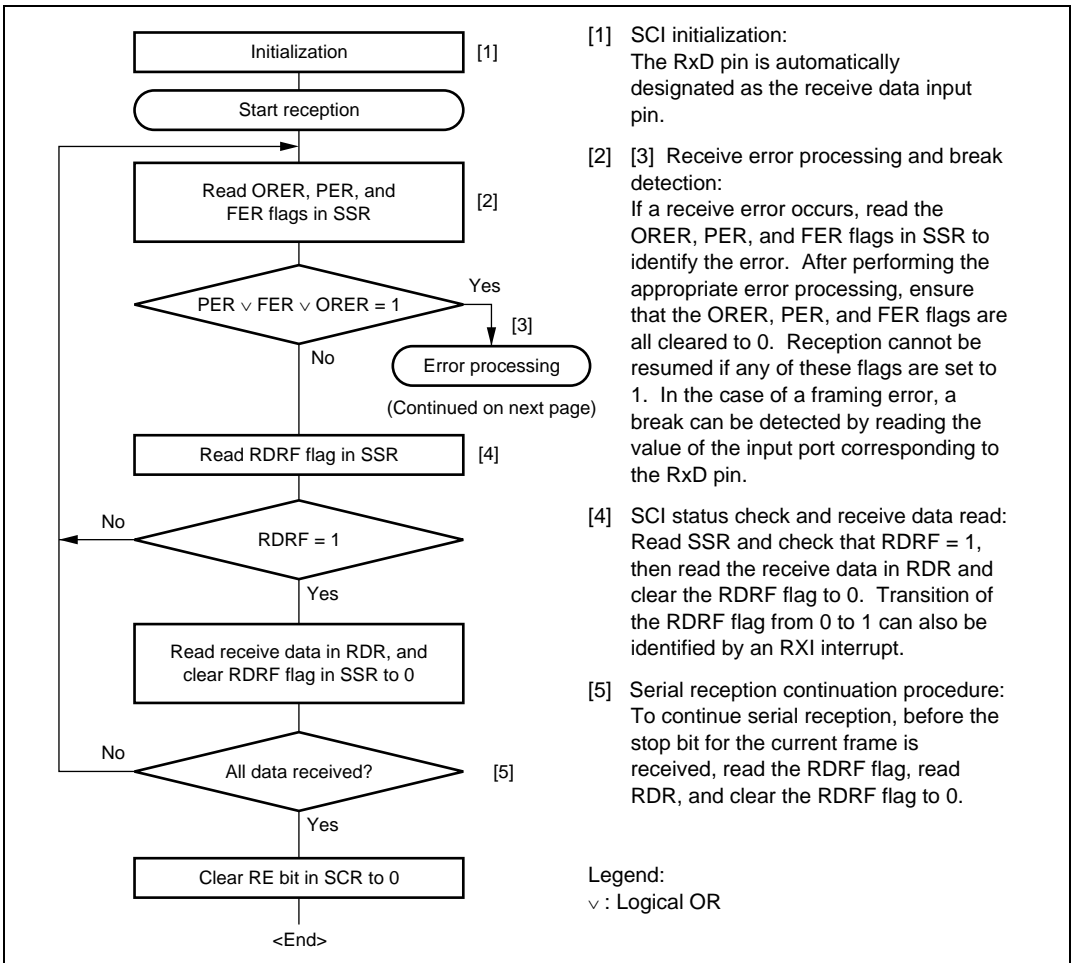 Initialization
[1]
Start reception
Read ORER, PER, and
FER flags in SSR
[2]
PER ∨ FER ∨ ORER = 1
Yes
[3]
No
Error processing
(Continued on next page)
Read RDRF flag in SSR
[4]
No
RDRF = 1
Yes
Read receive data in RDR, and
clear RDRF flag in SSR to 0
No
All data received?
[5]
Yes
Clear RE bit in SCR to 0
<End>
[1] SCI initialization:
The RxD pin is automatically
designated as the receive data input
pin.
[2] [3] Receive error processing and break
detection:
If a receive error occurs, read the
ORER, PER, and FER flags in SSR to
identify the error. After performing the
appropriate error processing, ensure
that the ORER, PER, and FER flags are
all cleared to 0. Reception cannot be
resumed if any of these flags are set to
1. In the case of a framing error, a
break can be detected by reading the
value of the input port corresponding to
the RxD pin.
[4] SCI status check and receive data read:
Read SSR and check that RDRF = 1,
then read the receive data in RDR and
clear the RDRF flag to 0. Transition of
the RDRF flag from 0 to 1 can also be
identified by an RXI interrupt.
[5] Serial reception continuation procedure:
To continue serial reception, before the
stop bit for the current frame is
received, read the RDRF flag, read
RDR, and clear the RDRF flag to 0.
Legend:
∨ : Logical OR